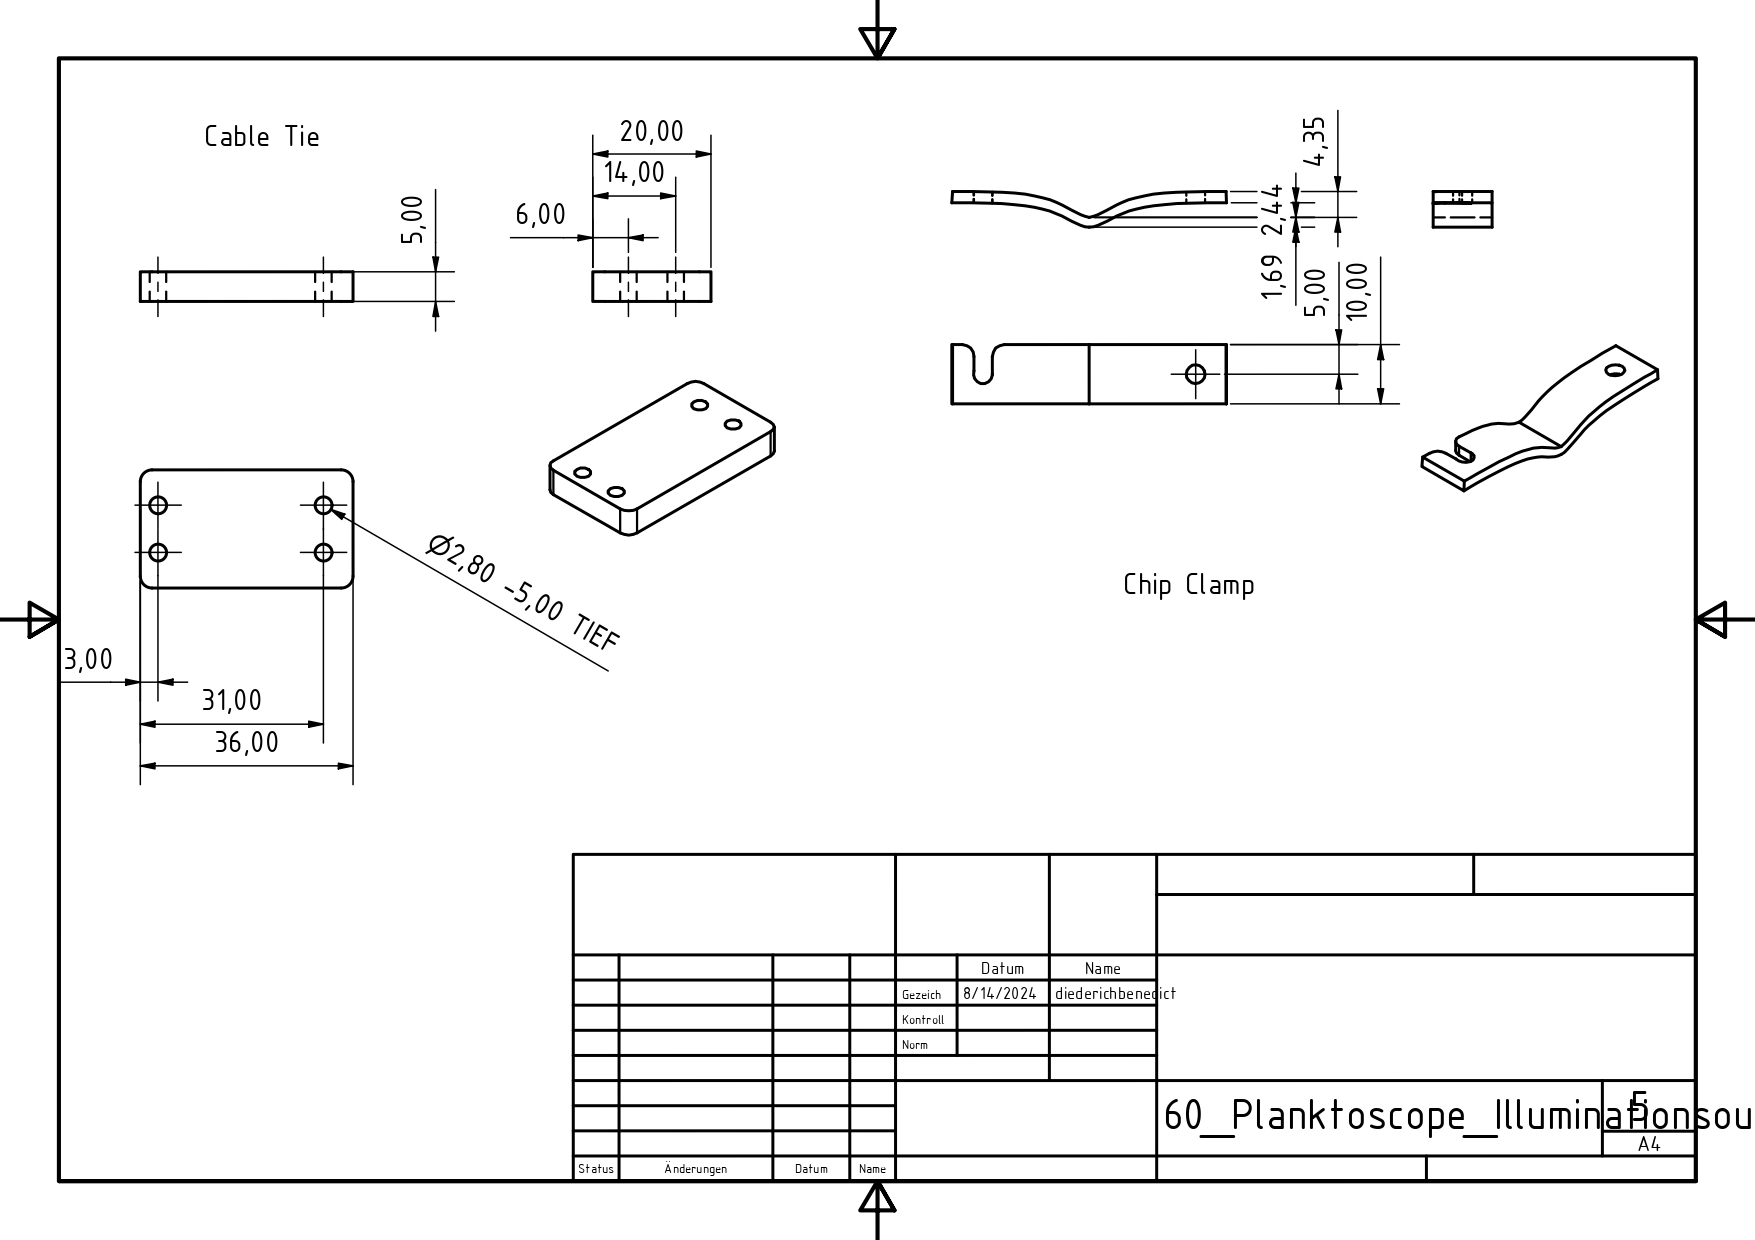 Cable Tie
20,00
14,00
6,00
5,00
4,35
2,44
1,69
5,00
10,00
Ø2,80 -5,00 TIEF
Chip Clamp
3,00
31,00
36,00
Datum Name
Gezeich 8/14/2024 diederichbenedict
Kontroll
Norm
60_Planktoscope_Illuminationsou
5
A4
Status Änderungen Datum Name